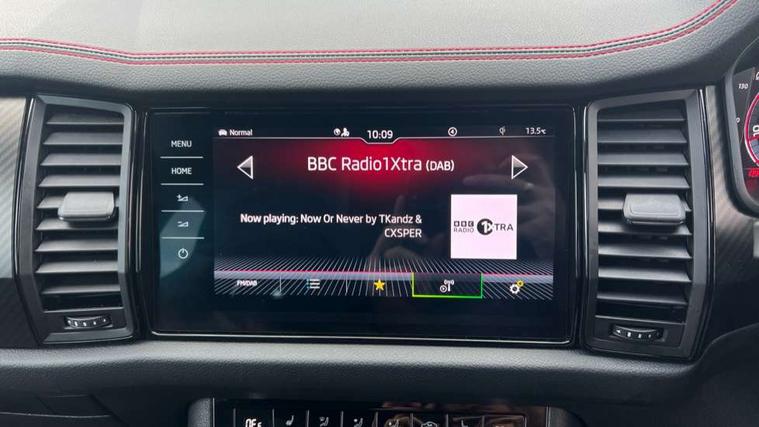 Normal
10:09
13.5°C
MENU
HOME
BBC Radio1Xtra (DAB)
Now playing: Now Or Never by TKandz &
CXSPER
BBC
RADIO
1XTRA
FM/DAB
130